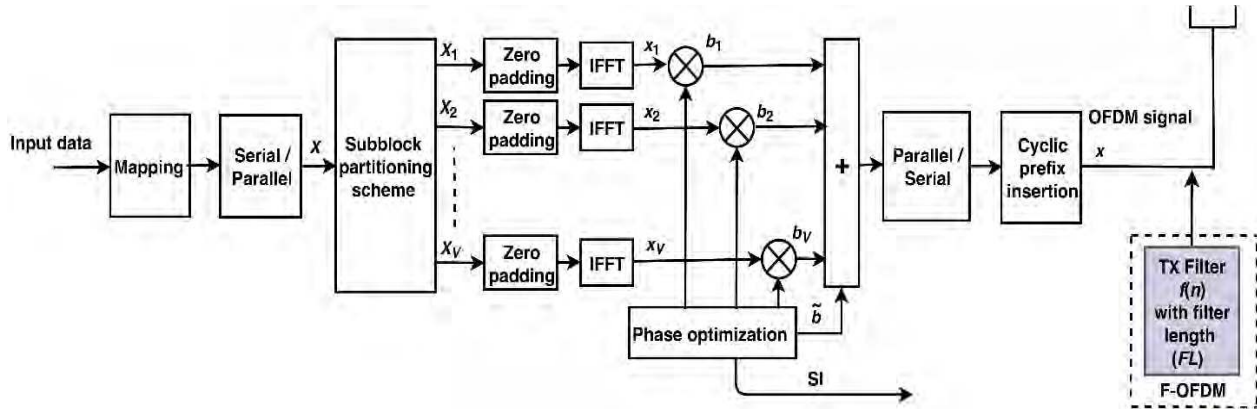 Input data
Mapping
Serial /
Parallel
X
Subblock
partitioning
scheme
X1
Zero
padding
IFFT
x1
b1
X2
Zero
padding
IFFT
x2
b2
XV
Zero
padding
IFFT
xV
bV
Phase optimization
b̃
SI
+
Parallel /
Serial
Cyclic
prefix
insertion
OFDM signal
x
TX Filter
f(n)
with filter
length
(FL)
F-OFDM